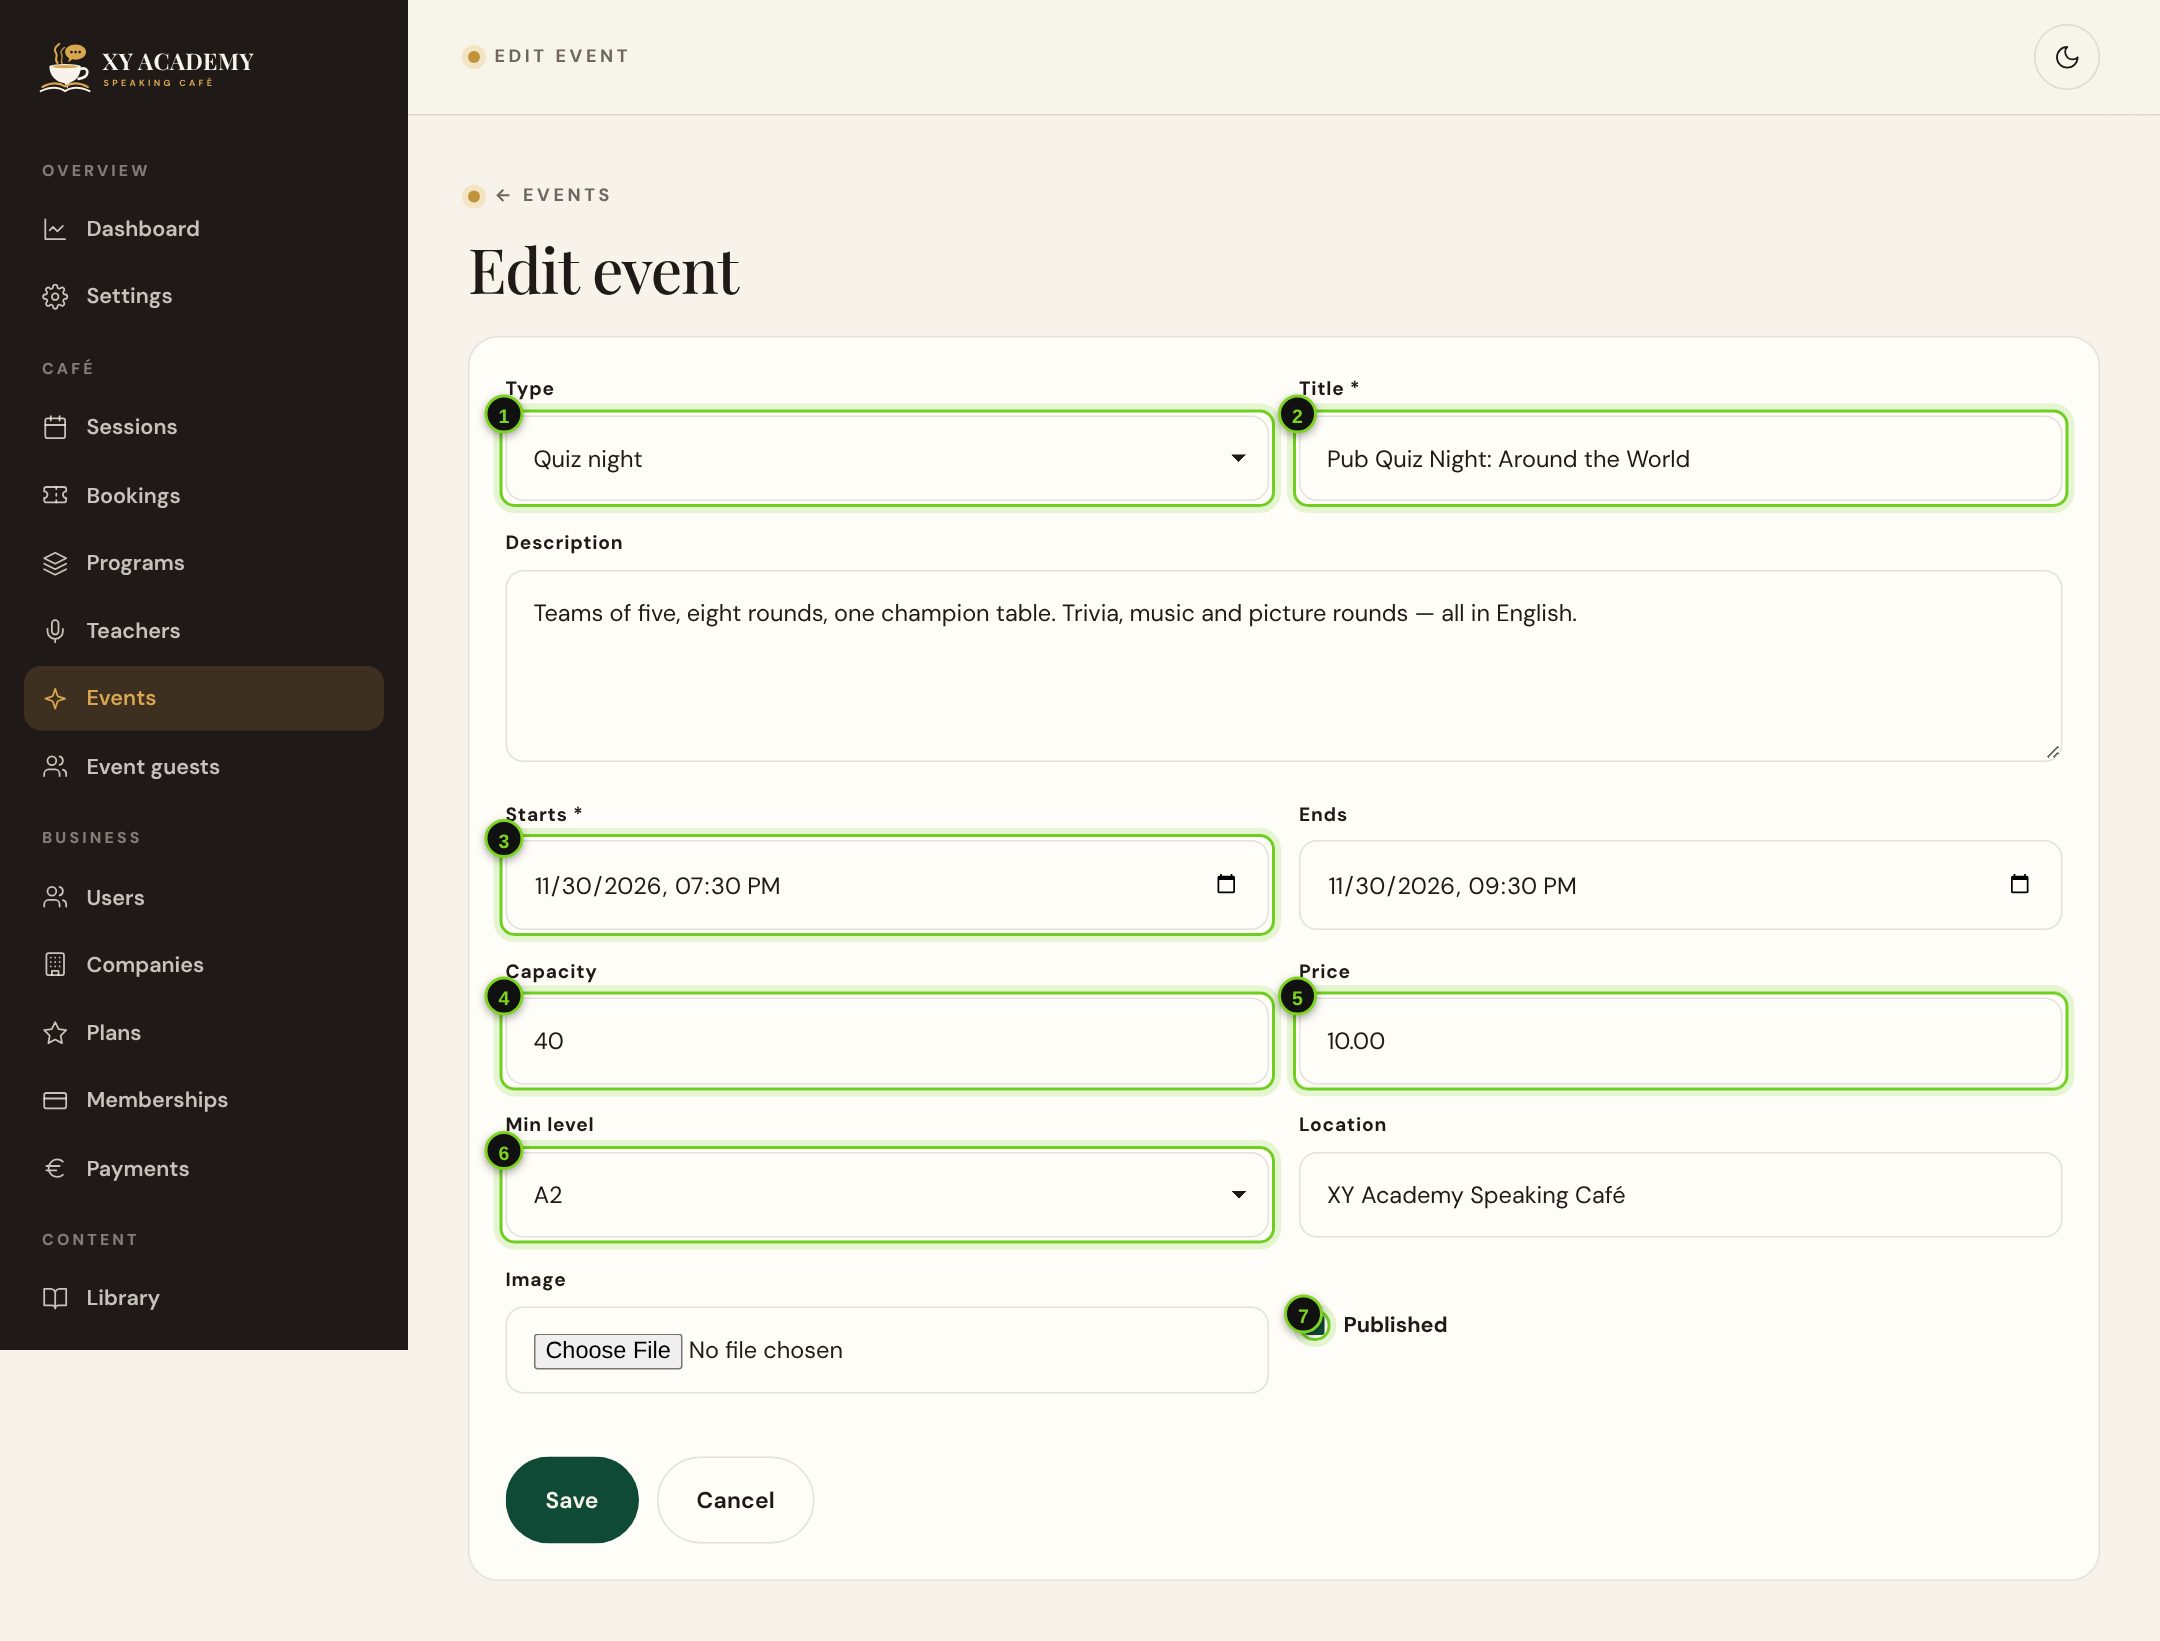 XY ACADEMY
SPEAKING CAFÉ
OVERVIEW
Dashboard
Settings
CAFÉ
Sessions
Bookings
Programs
Teachers
Events
Event guests
BUSINESS
Users
Companies
Plans
Memberships
Payments
CONTENT
Library
EDIT EVENT
← EVENTS
Edit event
Type
Title *
1
Quiz night
2
Pub Quiz Night: Around the World
Description
Teams of five, eight rounds, one champion table. Trivia, music and picture rounds — all in English.
Starts *
Ends
3
11/30/2026, 07:30 PM
11/30/2026, 09:30 PM
Capacity
Price
4
40
5
10.00
Min level
Location
6
A2
XY Academy Speaking Café
Image
Choose File No file chosen
7
Published
Save
Cancel